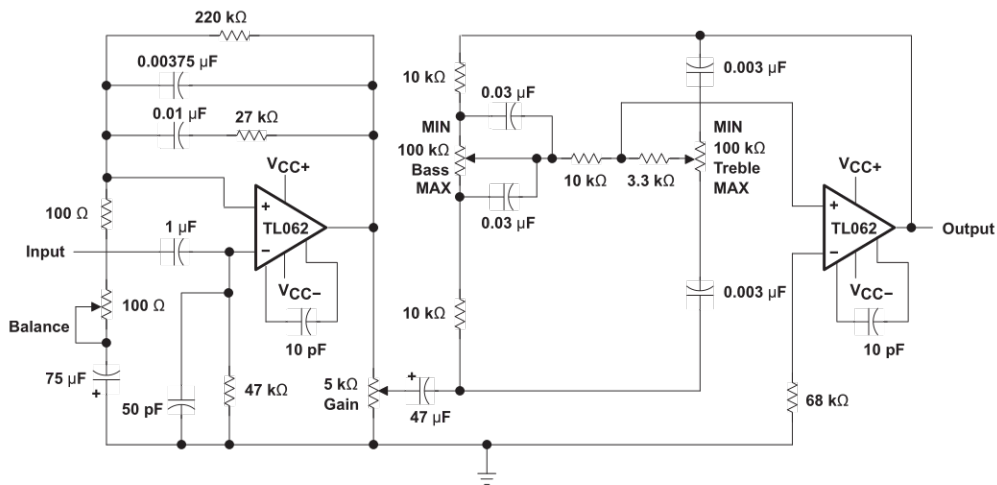 220 kΩ
0.00375 µF
0.01 µF
27 kΩ
VCC+
100 Ω
+
TL062
−
1 µF
Input
VCC−
100 Ω
Balance
10 pF
75 µF
+
50 pF
47 kΩ
5 kΩ
Gain
+
47 µF
10 kΩ
0.03 µF
MIN
100 kΩ
Bass
MAX
0.03 µF
10 kΩ
3.3 kΩ
10 kΩ
0.003 µF
MIN
100 kΩ
Treble
MAX
0.003 µF
VCC+
+
TL062
−
Output
VCC−
10 pF
68 kΩ